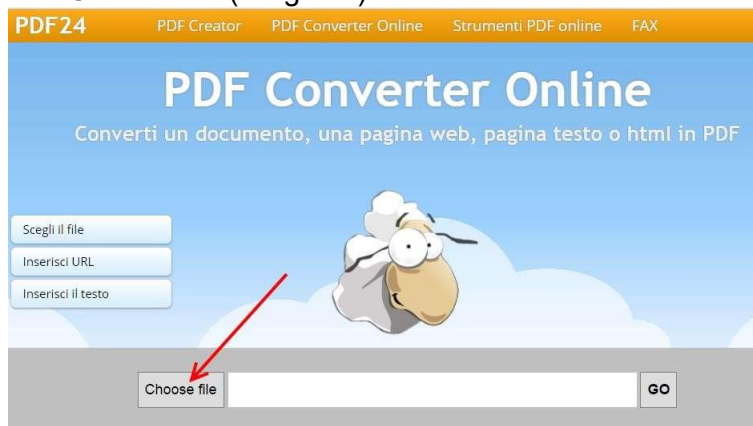 PDF24 PDF Creator PDF Converter Online Strumenti PDF online FAX
PDF Converter Online
Converti un documento, una pagina web, pagina testo o html in PDF
Scegli il file
Inserisci URL
Inserisci il testo
Choose file GO